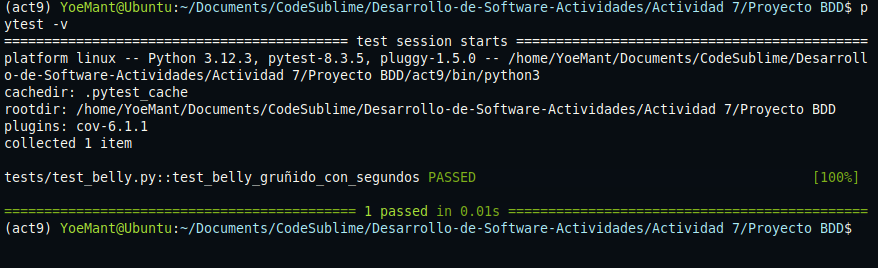 (act9) YoeMant@Ubuntu:~/Documents/CodeSublime/Desarrollo-de-Software-Actividades/Actividad 7/Proyecto BDD$ p
ytest -v
========================================== test session starts ===========================================
platform linux -- Python 3.12.3, pytest-8.3.5, pluggy-1.5.0 -- /home/YoeMant/Documents/CodeSublime/Desarroll
o-de-Software-Actividades/Actividad 7/Proyecto BDD/act9/bin/python3
cachedir: .pytest_cache
rootdir: /home/YoeMant/Documents/CodeSublime/Desarrollo-de-Software-Actividades/Actividad 7/Proyecto BDD
plugins: cov-6.1.1
collected 1 item
tests/test_belly.py::test_belly_gruñido_con_segundos PASSED [100%]
=========================================== 1 passed in 0.01s ============================================
(act9) YoeMant@Ubuntu:~/Documents/CodeSublime/Desarrollo-de-Software-Actividades/Actividad 7/Proyecto BDD$